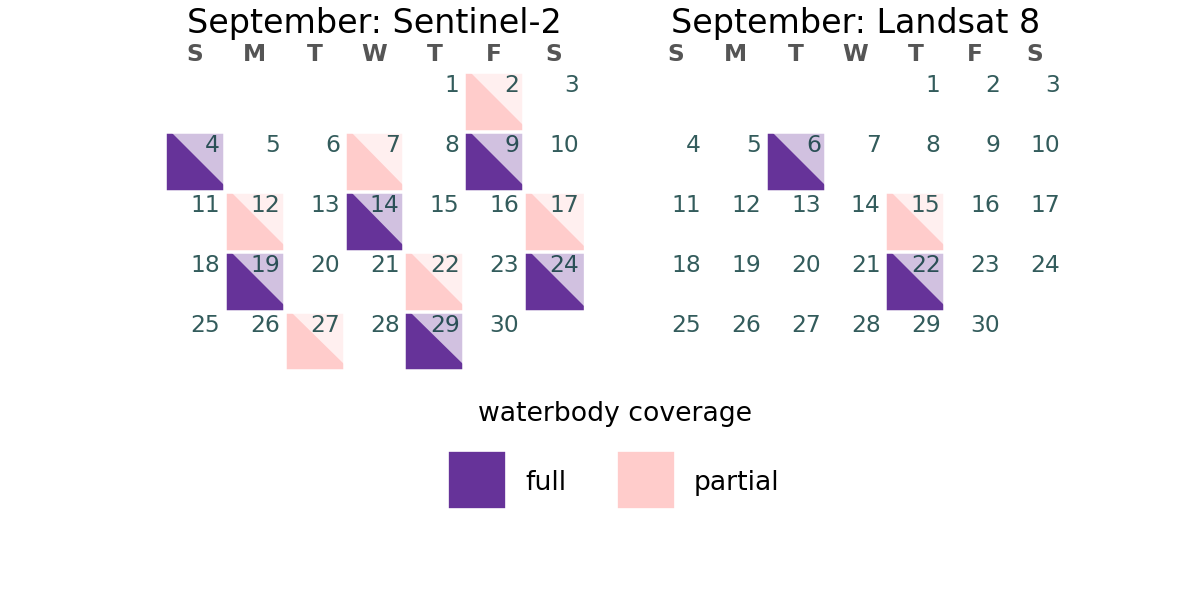 September: Sentinel-2
S M T W T F S
1 2 3
4 5 6 7 8 9 10
11 12 13 14 15 16 17
18 19 20 21 22 23 24
25 26 27 28 29 30
September: Landsat 8
S M T W T F S
1 2 3
4 5 6 7 8 9 10
11 12 13 14 15 16 17
18 19 20 21 22 23 24
25 26 27 28 29 30
waterbody coverage
full partial